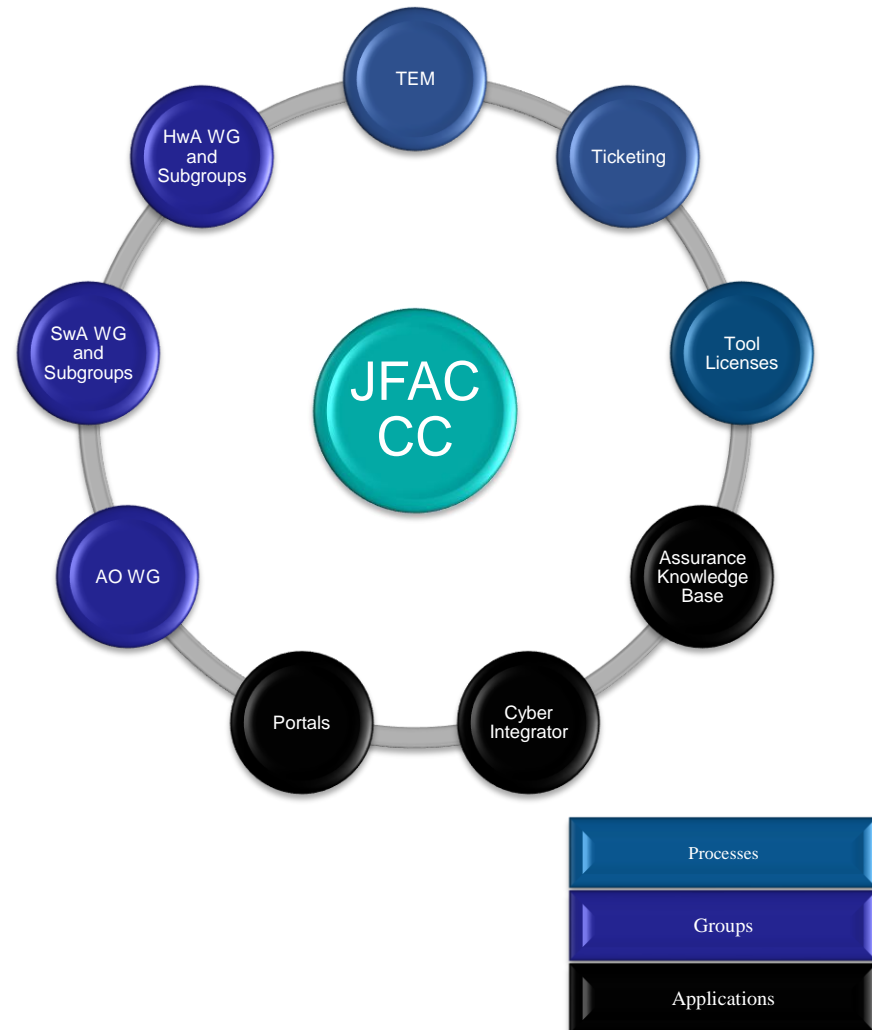 TEM
Ticketing
Tool
Licenses
Assurance
Knowledge
Base
Cyber
Integrator
Portals
AO WG
SwA WG
and
Subgroups
HwA WG
and
Subgroups
JFAC
CC
Processes
Groups
Applications